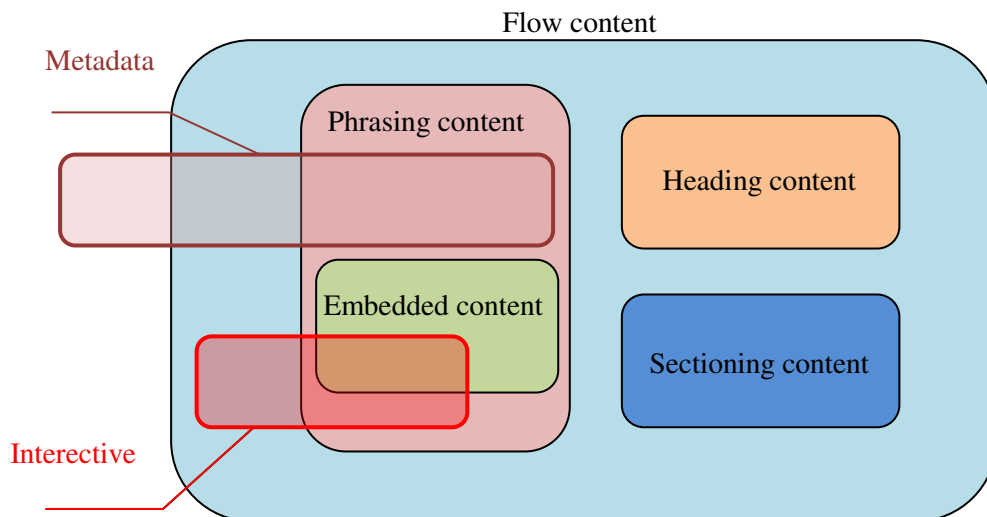 Flow content
Metadata
Phrasing content
Heading content
Embedded content
Sectioning content
Interective